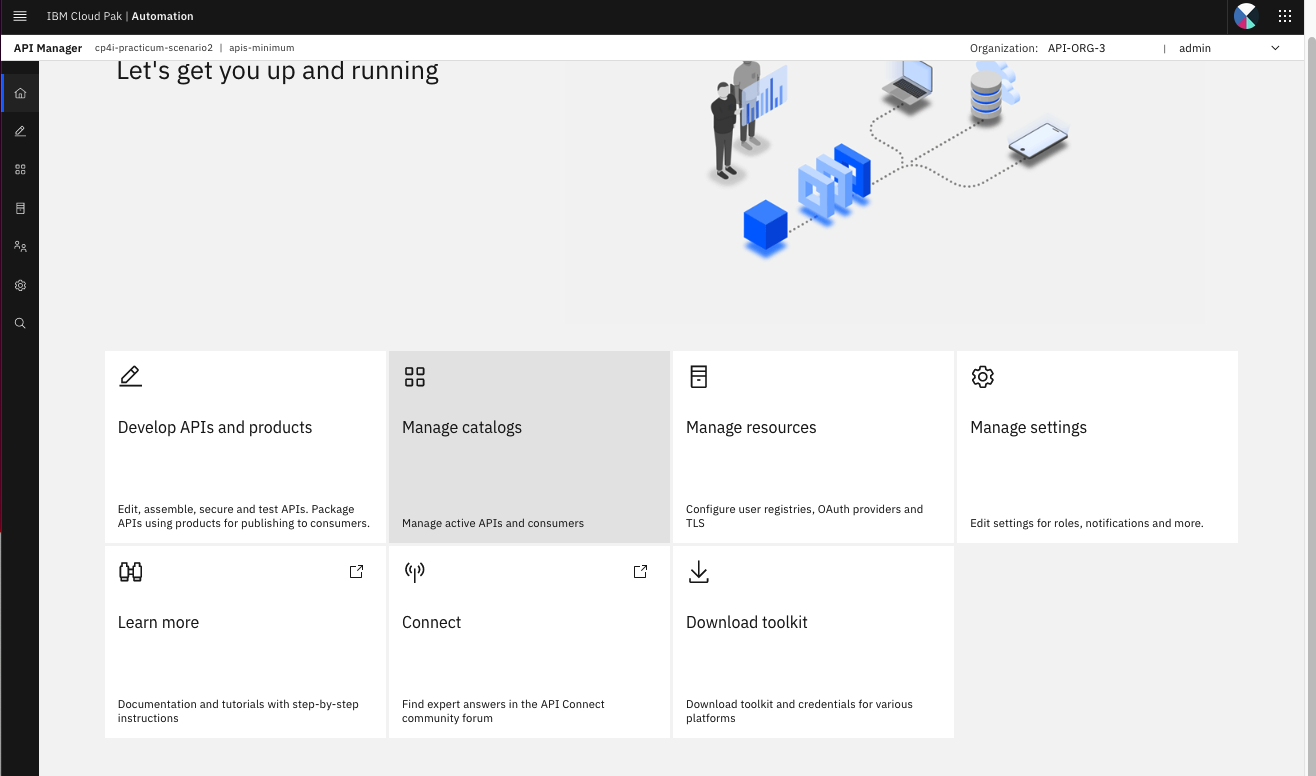 IBM Cloud Pak | Automation
API Manager cp4i-practicum-scenario2 | apis-minimum Organization: API-ORG-3 | admin
Let's get you up and running
Develop APIs and products
Edit, assemble, secure and test APIs. Package
APIs using products for publishing to consumers.
Manage catalogs
Manage active APIs and consumers
Manage resources
Configure user registries, OAuth providers and
TLS
Manage settings
Edit settings for roles, notifications and more.
Learn more
Documentation and tutorials with step-by-step
instructions
Connect
Find expert answers in the API Connect
community forum
Download toolkit
Download toolkit and credentials for various
platforms